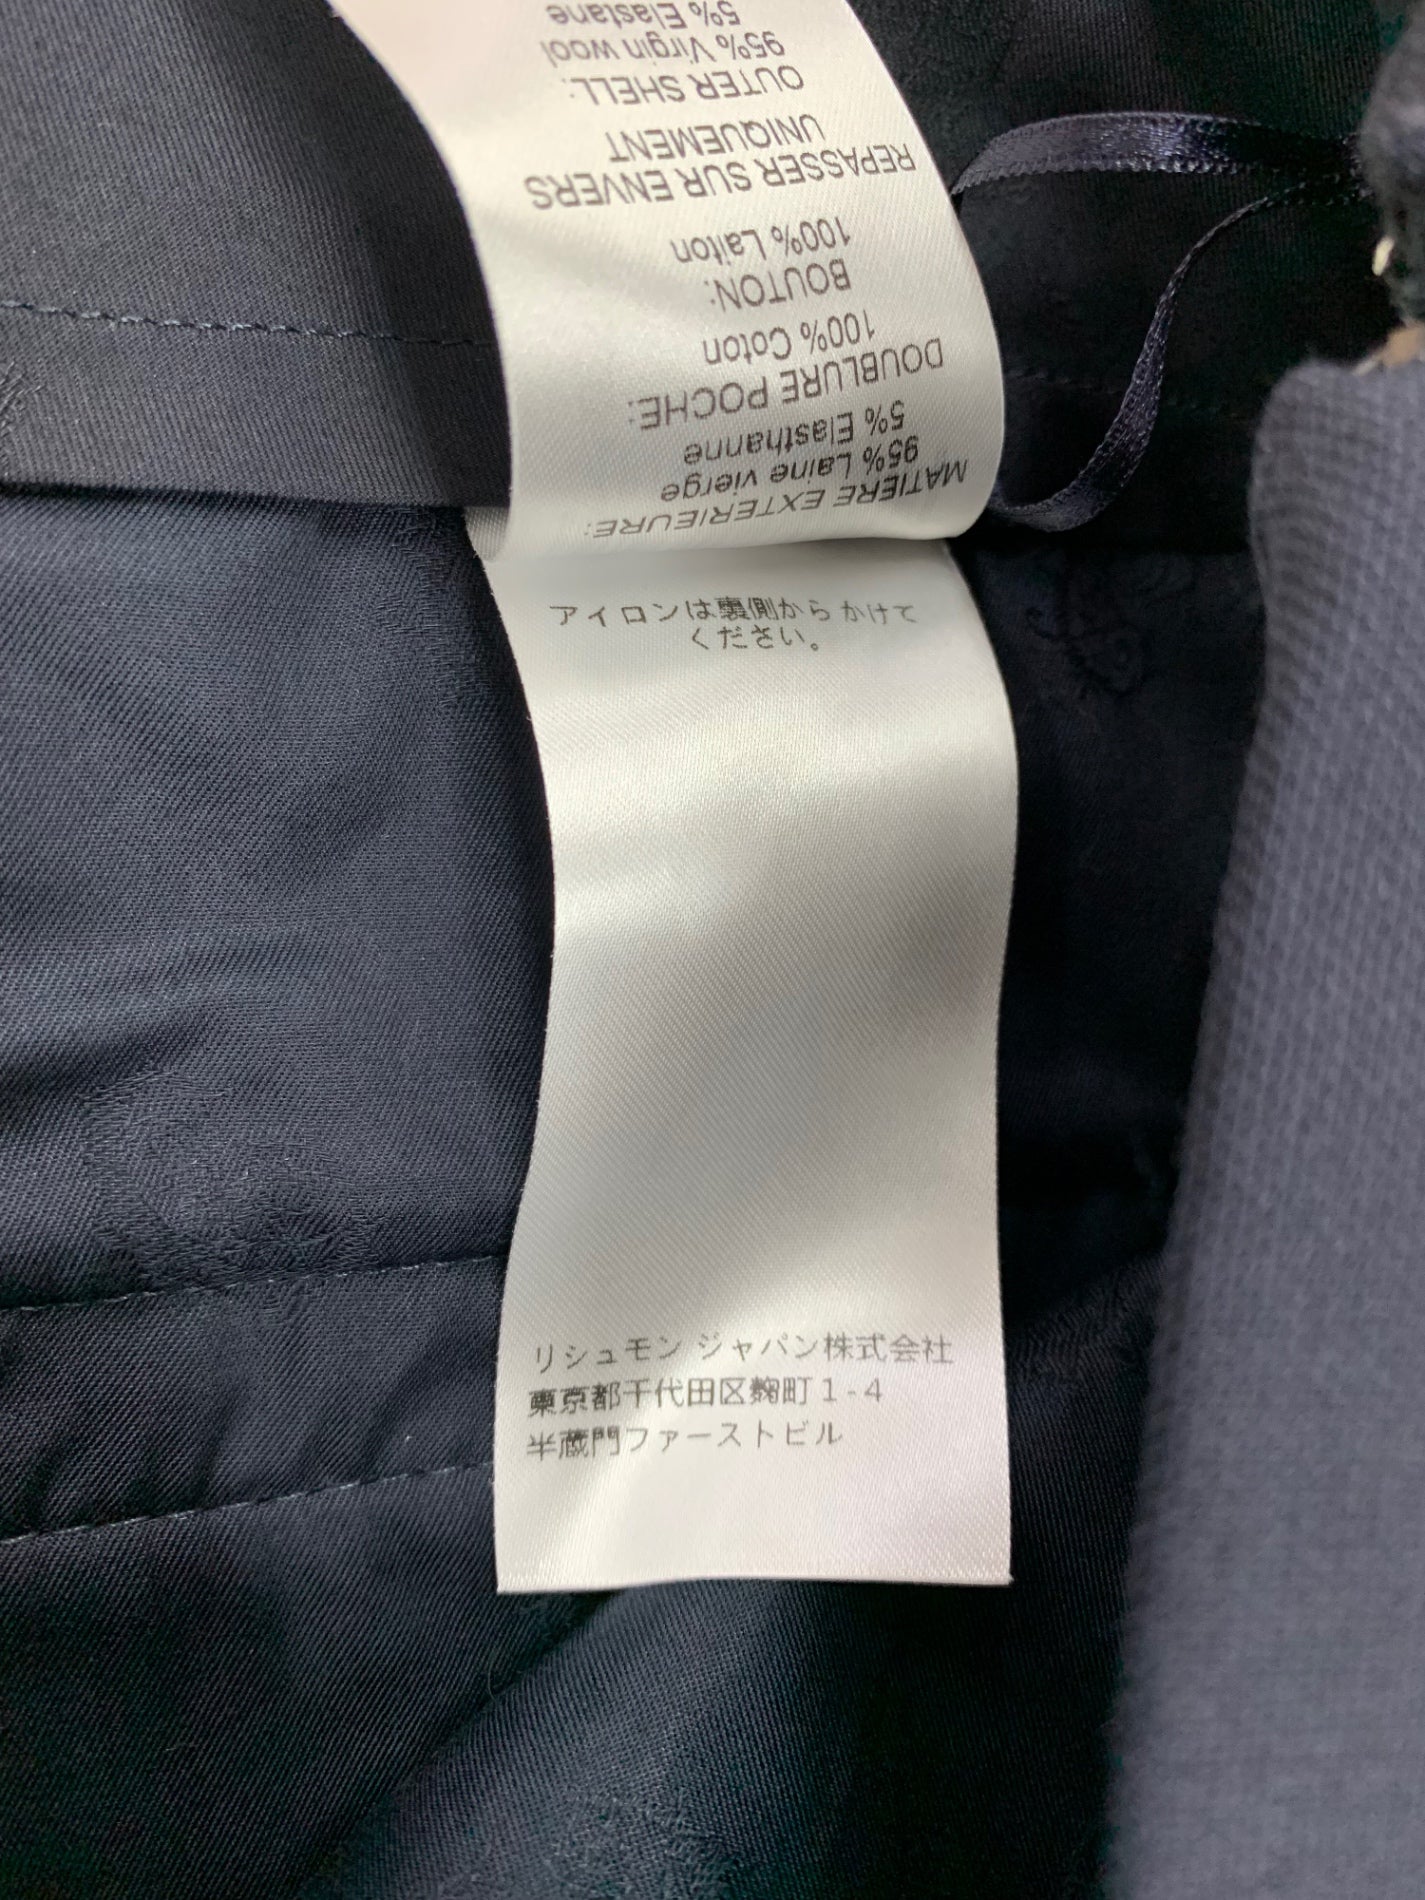 MATIERE EXTERIEURE:
95% Laine vierge
5% Elasthanne
DOUBLURE POCHE:
100% Coton
BOUTON:
100% Laiton
REPASSER SUR ENVERS
UNIQUEMENT
OUTER SHELL:
95% Virgin wool
5% Elastane
アイロンは裏側からかけて
ください。
リシュモン ジャパン株式会社
東京都千代田区麴町1-4
半蔵門ファーストビル